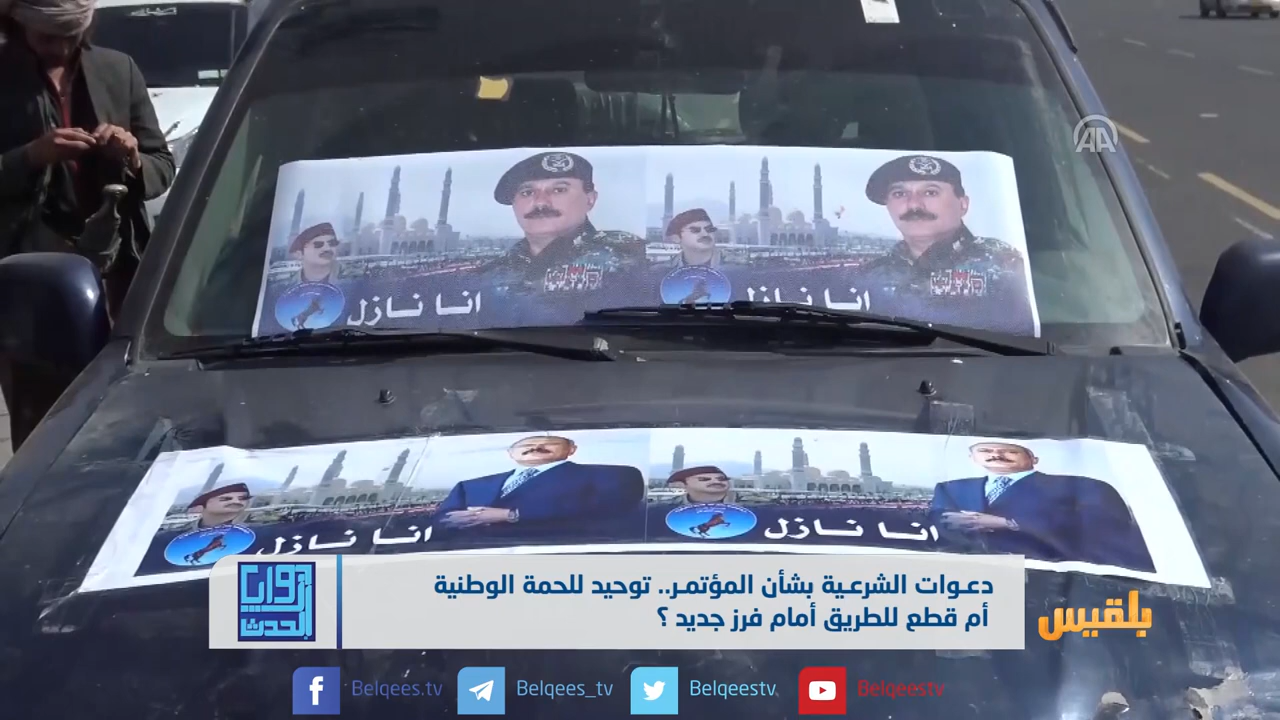 AA
انا نازل
انا نازل
انا نازل
انا نازل
دعوات الشرعية بشأن المؤتمر.. توحيد للحمة الوطنية
أم قطع للطريق أمام فرز جديد ؟
الحدث
بلقيس
Belqees.tv
Belqees_tv
Belqeestv
Belqeestv